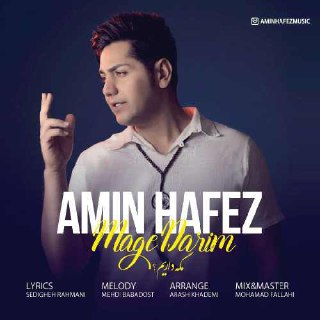 AMINHAFEZMUSIC
AMIN HAFEZ
Mage Darim
مگه داریم؟
LYRICS MELODY ARRANGE MIX&MASTER
SEDIGHEH RAHMANI MEHDI BABADOST ARASH KHADEMI MOHAMAD FALLAHI